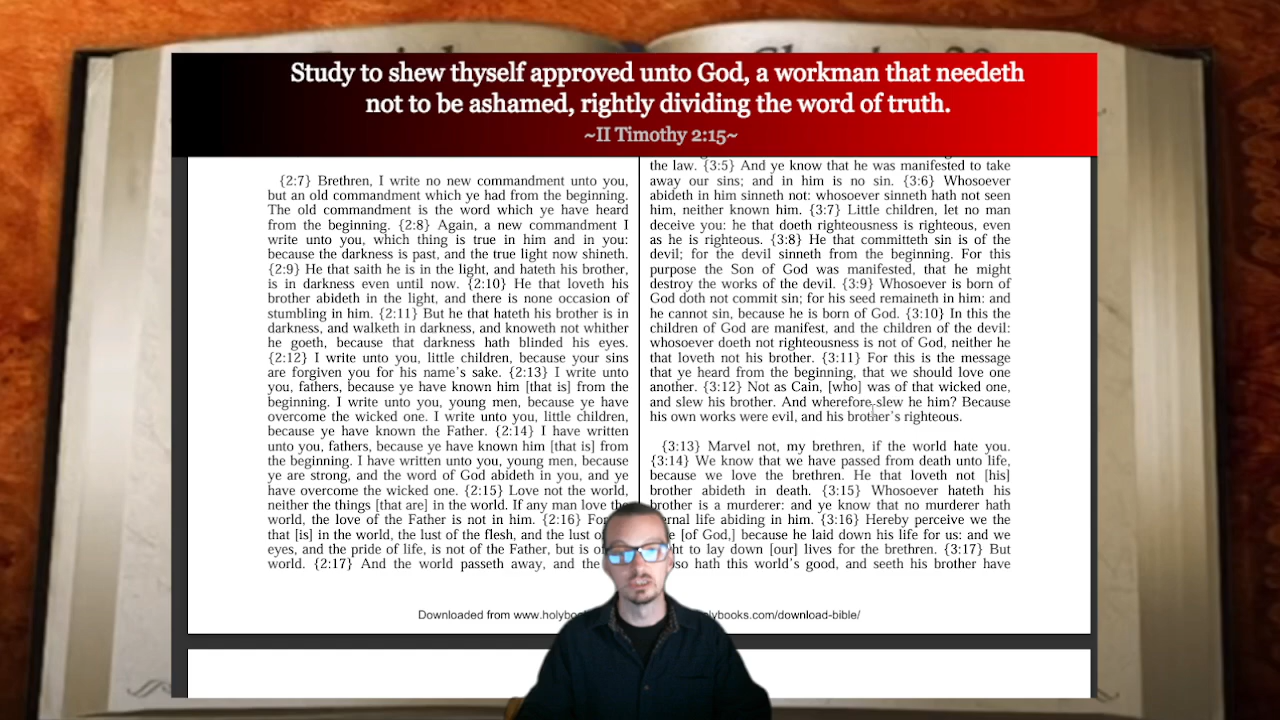 Study to shew thyself approved unto God, a workman that needeth
not to be ashamed, rightly dividing the word of truth.
~II Timothy 2:15~
{2:7} Brethren, I write no new commandment unto you,
but an old commandment which ye had from the beginning.
The old commandment is the word which ye have heard
from the beginning. {2:8} Again, a new commandment I
write unto you, which thing is true in him and in you:
because the darkness is past, and the true light now shineth.
{2:9} He that saith he is in the light, and hateth his brother,
is in darkness even until now. {2:10} He that loveth his
brother abideth in the light, and there is none occasion of
stumbling in him. {2:11} But he that hateth his brother is in
darkness, and walketh in darkness, and knoweth not whither
he goeth, because that darkness hath blinded his eyes.
{2:12} I write unto you, little children, because your sins
are forgiven you for his name's sake. {2:13} I write unto
you, fathers, because ye have known him [that is] from the
beginning. I write unto you, young men, because ye have
overcome the wicked one. I write unto you, little children,
because ye have known the Father. {2:14} I have written
unto you, fathers, because ye have known him [that is] from
the beginning. I have written unto you, young men, because
ye are strong, and the word of God abideth in you, and ye
have overcome the wicked one. {2:15} Love not the world,
neither the things [that are] in the world. If any man love the
world, the love of the Father is not in him. {2:16} For
that [is] in the world, the lust of the flesh, and the lust
eyes, and the pride of life, is not of the Father, but is
world. {2:17} And the world passeth away, and the
the law. {3:5} And ye know that he was manifested to take
away our sins; and in him is no sin. {3:6} Whosoever
abideth in him sinneth not: whosoever sinneth hath not seen
him, neither known him. {3:7} Little children, let no man
deceive you: he that doeth righteousness is righteous, even
as he is righteous. {3:8} He that committeth sin is of the
devil; for the devil sinneth from the beginning. For this
purpose the Son of God was manifested, that he might
destroy the works of the devil. {3:9} Whosoever is born of
God doth not commit sin; for his seed remaineth in him: and
he cannot sin, because he is born of God. {3:10} In this the
children of God are manifest, and the children of the devil:
whosoever doeth not righteousness is not of God, neither he
that loveth not his brother. {3:11} For this is the message
that ye heard from the beginning, that we should love one
another. {3:12} Not as Cain, [who] was of that wicked one,
and slew his brother. And wherefore slew he him? Because
his own works were evil, and his brother's righteous.
{3:13} Marvel not, my brethren, if the world hate you.
{3:14} We know that we have passed from death unto life,
because we love the brethren. He that loveth not [his]
brother abideth in death. {3:15} Whosoever hateth his
brother is a murderer: and ye know that no murderer hath
life abiding in him. {3:16} Hereby perceive we the
[of God,] because he laid down his life for us: and we
to lay down [our] lives for the brethren. {3:17} But
hath this world's good, and seeth his brother have
Downloaded from